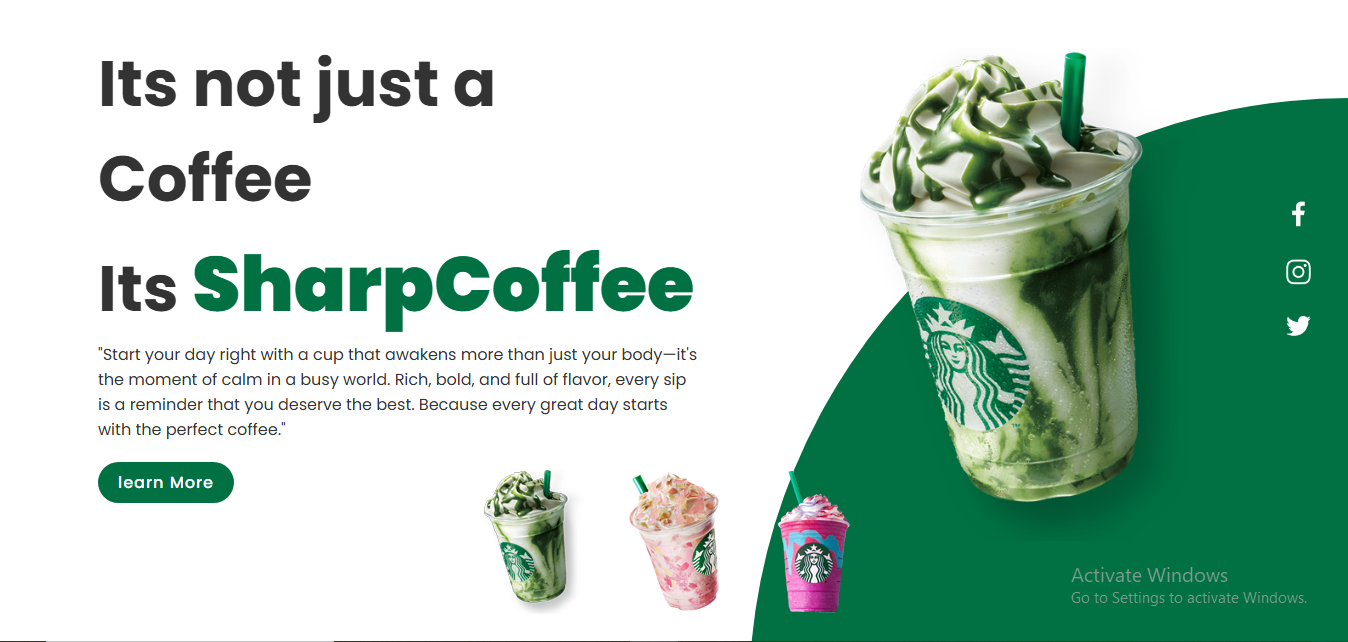 Its not just a
Coffee
Its SharpCoffee
"Start your day right with a cup that awakens more than just your body—it's
the moment of calm in a busy world. Rich, bold, and full of flavor, every sip
is a reminder that you deserve the best. Because every great day starts
with the perfect coffee."
learn More
TM
Activate Windows
Go to Settings to activate Windows.